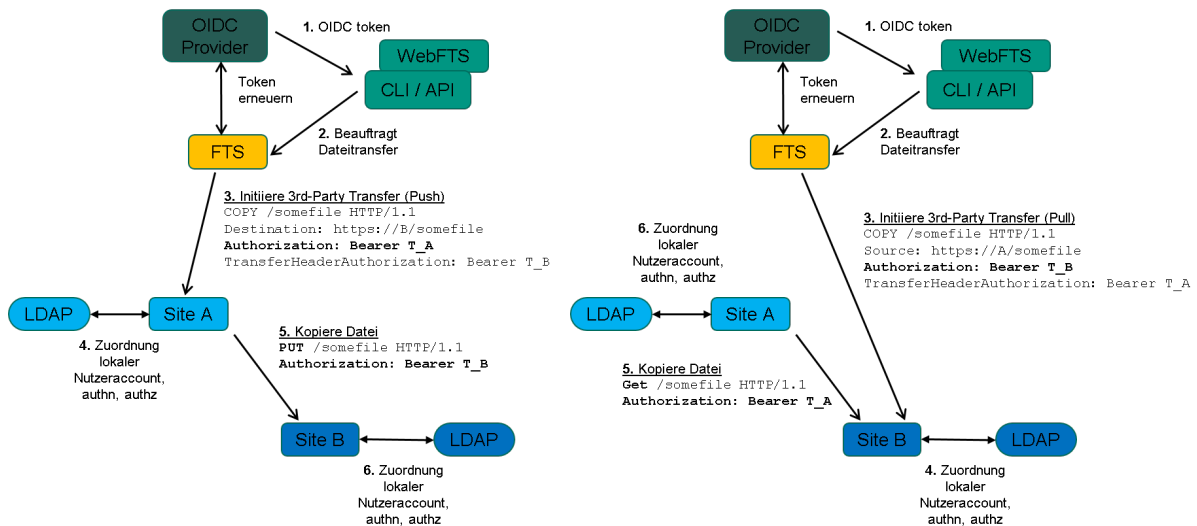 OIDC
Provider
1. OIDC token
WebFTS
CLI / API
Token
erneuern
2. Beauftragt
Dateitransfer
FTS
3. Initiiere 3rd-Party Transfer (Push)
COPY /somefile HTTP/1.1
Destination: https://B/somefile
Authorization: Bearer T_A
TransferHeaderAuthorization: Bearer T_B
LDAP
Site A
4. Zuordnung
lokaler
Nutzeraccount,
authn, authz
5. Kopiere Datei
PUT /somefile HTTP/1.1
Authorization: Bearer T_B
Site B
LDAP
6. Zuordnung
lokaler
Nutzeraccount,
authn, authz
OIDC
Provider
1. OIDC token
WebFTS
CLI / API
Token
erneuern
2. Beauftragt
Dateitransfer
FTS
3. Initiiere 3rd-Party Transfer (Pull)
COPY /somefile HTTP/1.1
Source: https://A/somefile
Authorization: Bearer T_B
TransferHeaderAuthorization: Bearer T_A
6. Zuordnung
lokaler
Nutzeraccount,
authn, authz
LDAP
Site A
5. Kopiere Datei
Get /somefile HTTP/1.1
Authorization: Bearer T_A
Site B
LDAP
4. Zuordnung
lokaler
Nutzeraccount,
authn, authz